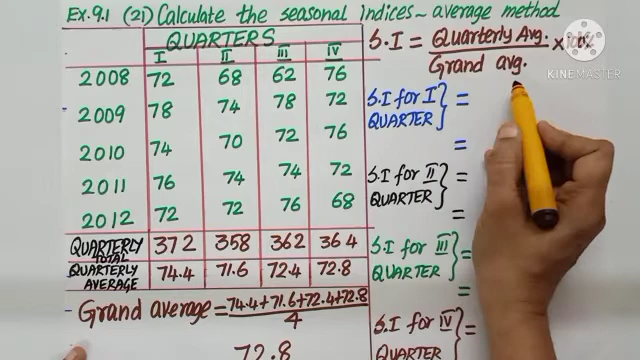 Ex.9.1 (21) Calculate the seasonal indices ~ average method
QUARTERS
I II III IV
2008 72 68 62 76
2009 78 74 78 72
2010 74 70 72 76
2011 76 74 74 72
2012 72 72 76 68
QUARTERLY TOTAL 372 358 362 364
QUARTERLY AVERAGE 74.4 71.6 72.4 72.8
Grand average = 74.4+71.6+72.4+72.8
4
72.8
S.I = Quarterly Avg. × 100%
Grand avg.
KINEMASTER
S.I for I QUARTER } =
=
S.I for II QUARTER } =
=
S.I for III QUARTER } =
=
S.I for IV QUARTER } =